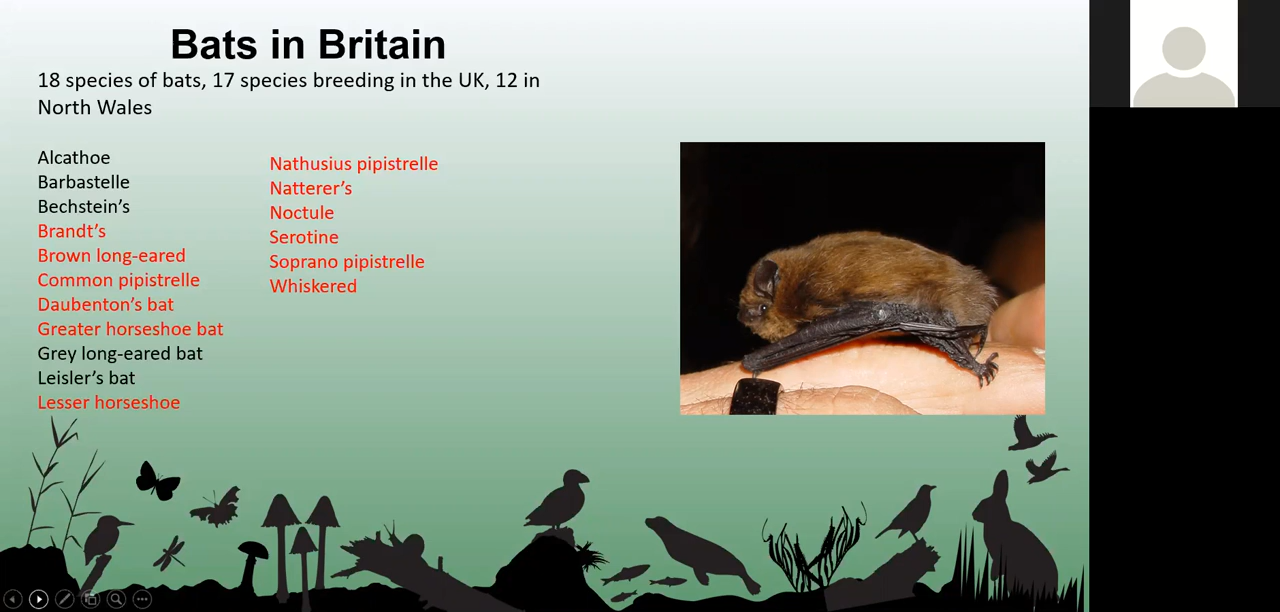 Bats in Britain
18 species of bats, 17 species breeding in the UK, 12 in
North Wales
Alcathoe
Barbastelle
Bechstein's
Brandt's
Brown long-eared
Common pipistrelle
Daubenton's bat
Greater horseshoe bat
Grey long-eared bat
Leisler's bat
Lesser horseshoe
Nathusius pipistrelle
Natterer's
Noctule
Serotine
Soprano pipistrelle
Whiskered